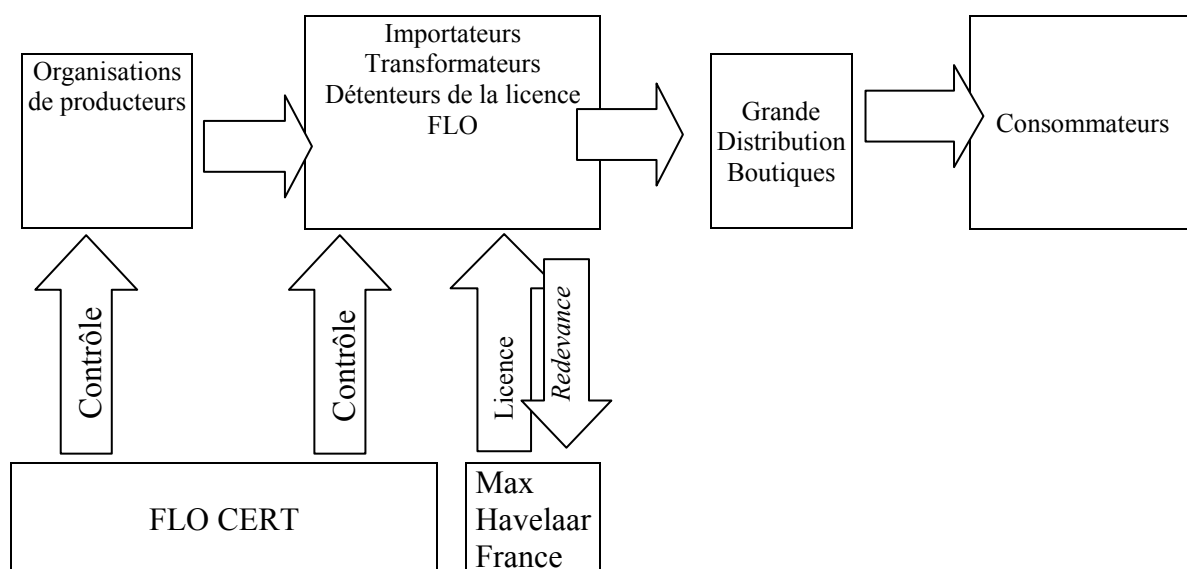 Organisations
de producteurs
Importateurs
Transformateurs
Détenteurs de la licence
FLO
Grande
Distribution
Boutiques
Consommateurs
Contrôle
Contrôle
Licence
Redevance
FLO CERT
Max
Havelaar
France